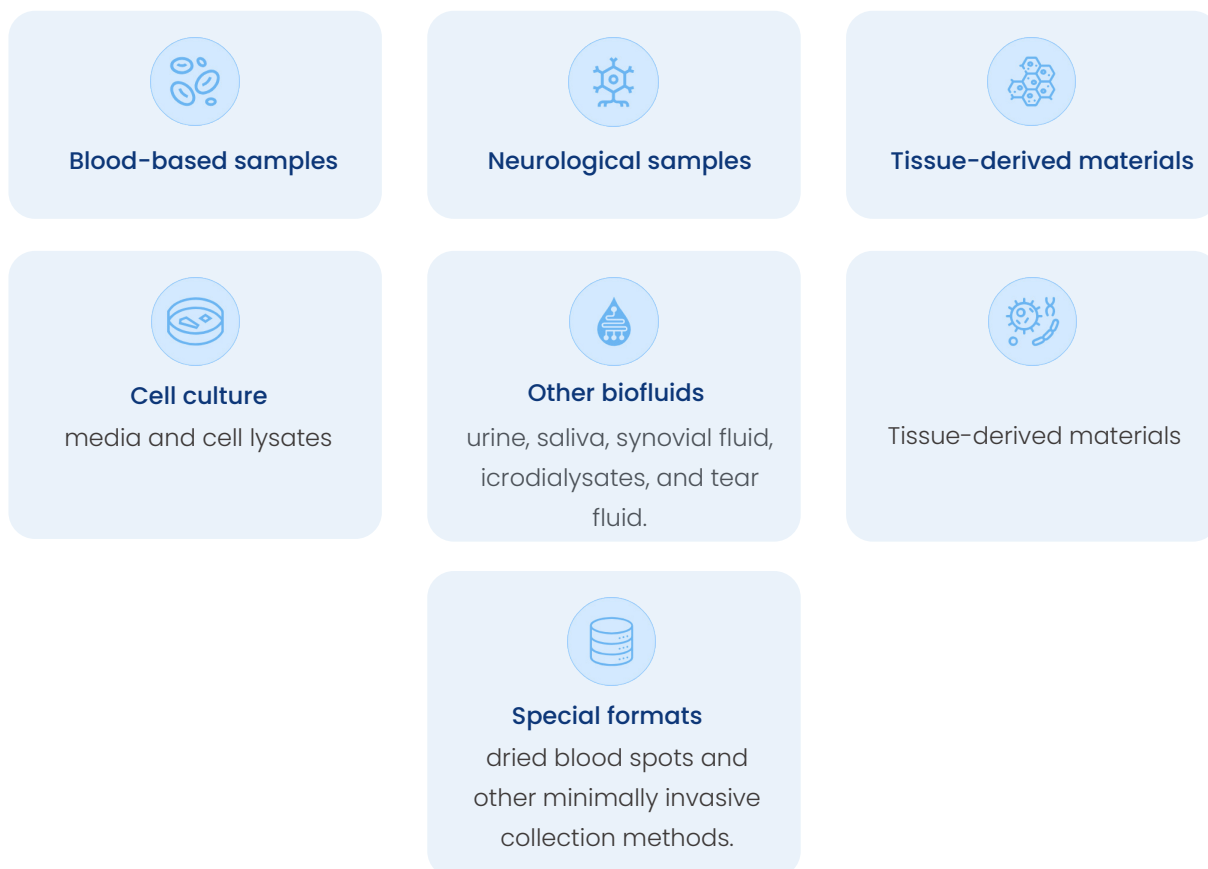 Blood-based samples
Neurological samples
Tissue-derived materials
Cell culture
media and cell lysates
Other biofluids
urine, saliva, synovial fluid,
icrodialysates, and tear
fluid.
Tissue-derived materials
Special formats
dried blood spots and
other minimally invasive
collection methods.